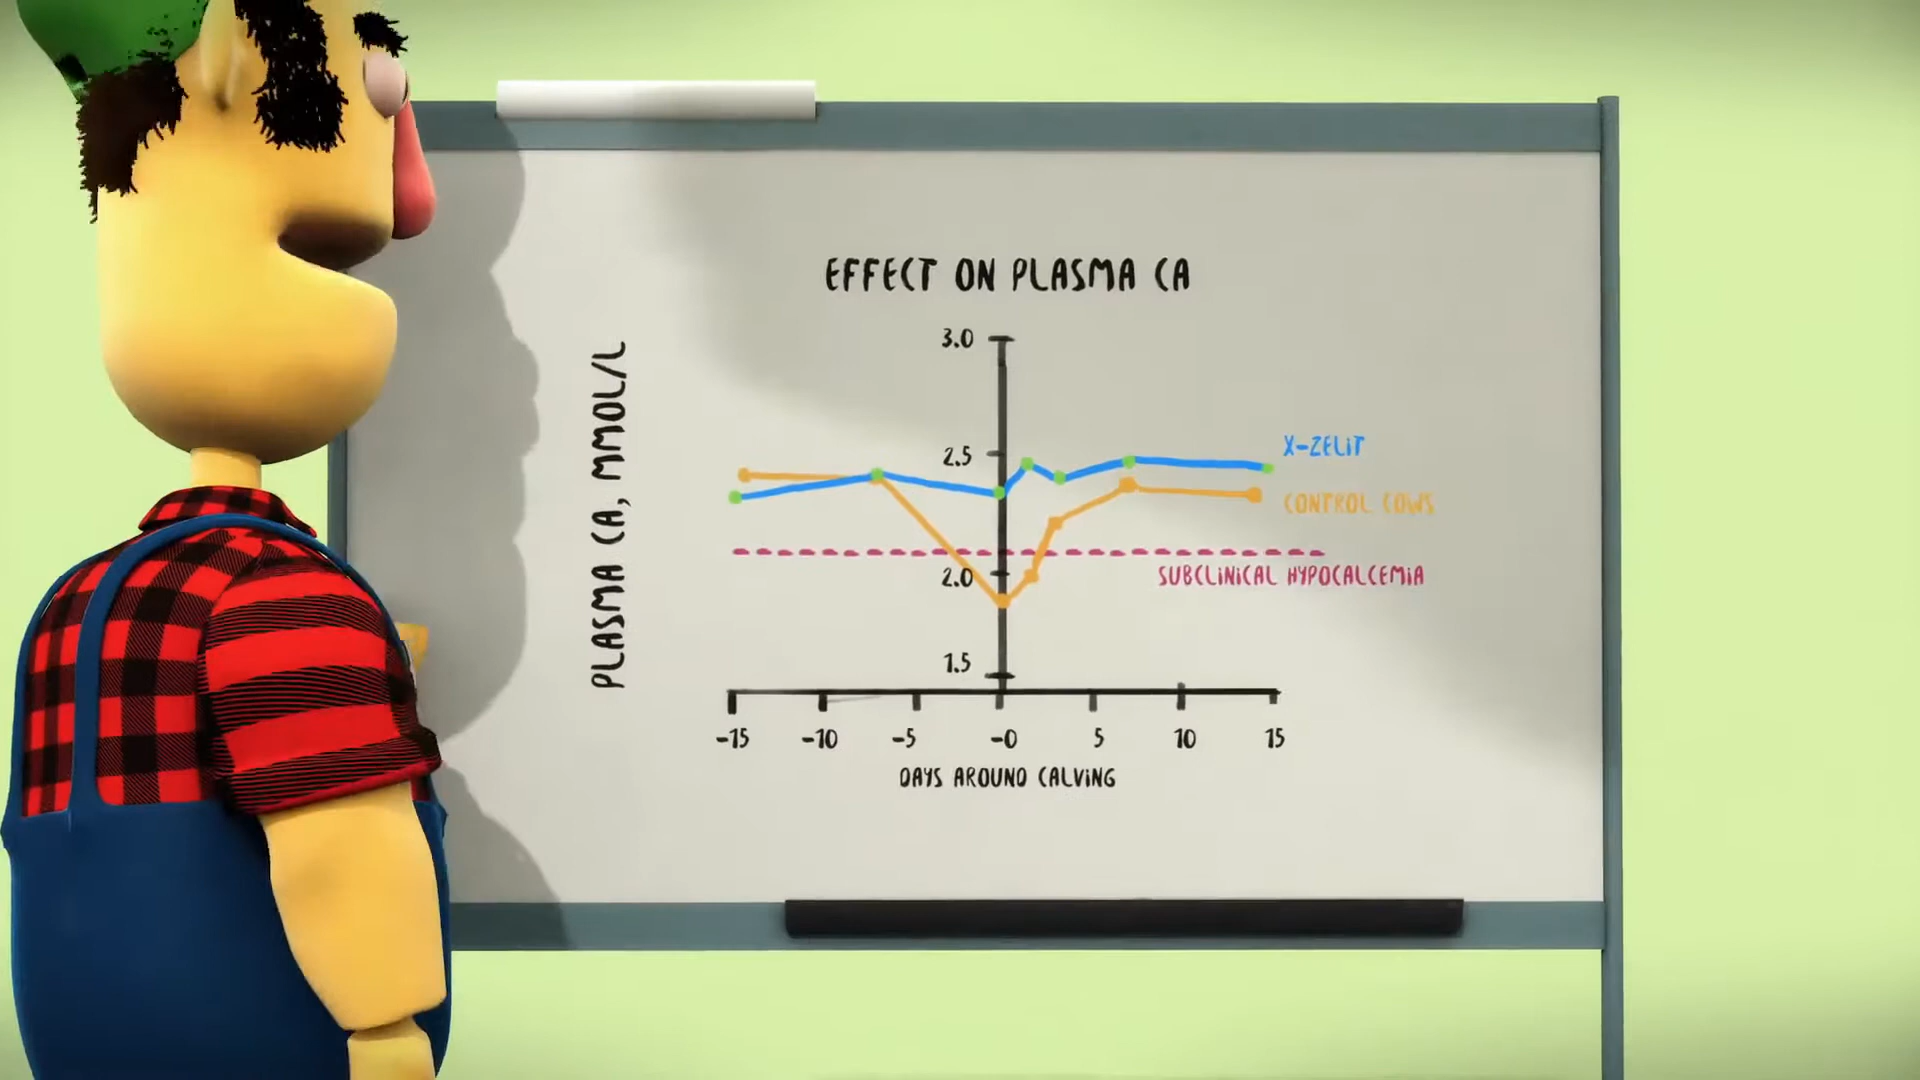 EFFECT ON PLASMA CA
PLASMA CA, MMOL/L
3.0
2.5
2.0
1.5
X-ZELIT
CONTROL COWS
SUBCLINICAL HYPOCALCEMIA
-15 -10 -5 -0 5 10 15
DAYS AROUND CALVING